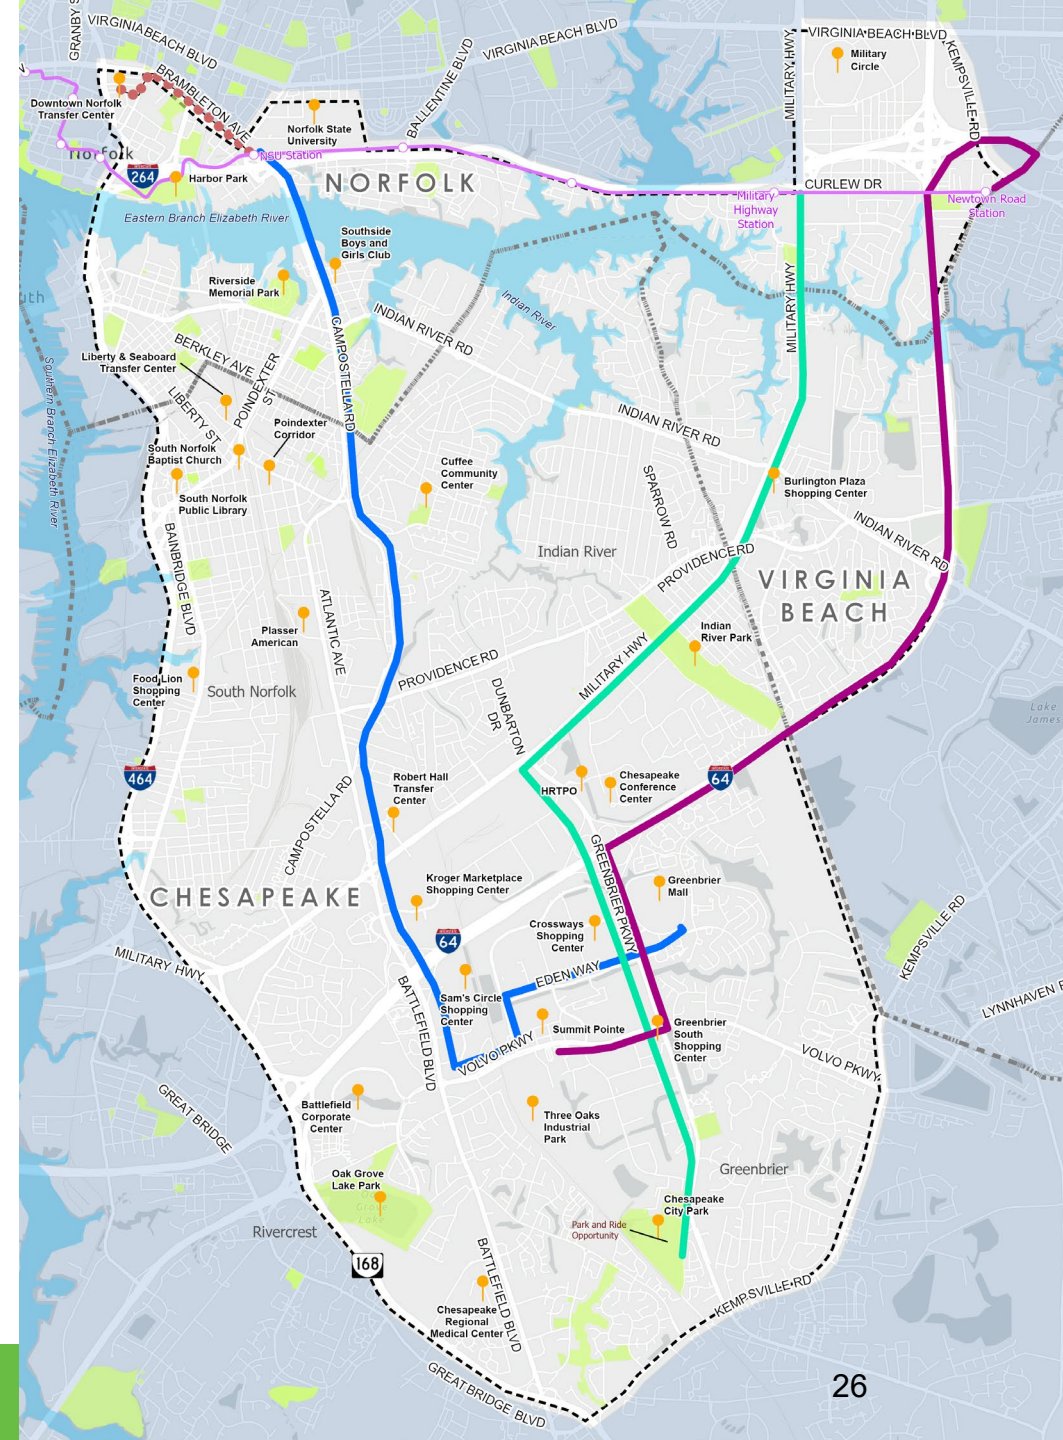 GRANBY S
VIRGINIA BEACH BLVD
VIRGINIA BEACH BLVD
VIRGINIA BEACH BLVD
MILITARY HWY
KEMPSVILLE RD
Military
Circle
BALLENTINE BLVD
BRAMBLETON AVE
Downtown Norfolk
Transfer Center
Norfolk State
University
Norfolk
NSU Station
264
Harbor Park
NORFOLK
CURLEW DR
Military
Highway
Station
Newtown Road
Station
Eastern Branch Elizabeth River
Southside
Boys and
Girls Club
Riverside
Memorial Park
uth
Indian River
INDIAN RIVER RD
CAMPOSTELLA RD
MILITARY HWY
BERKLEY AVE
Liberty & Seaboard
Transfer Center
POINDEXTER
ST
LIBERTY ST
Southern Branch Elizabeth River
INDIAN RIVER RD
Poindexter
Corridor
South Norfolk
Baptist Church
Cuffee
Community
Center
South Norfolk
Public Library
SPARROW RD
Burlington Plaza
Shopping Center
INDIAN RIVER RD
BAINBRIDGE BLVD
Indian River
PROVIDENCE RD
VIRGINIA
BEACH
ATLANTIC AVE
Plasser
American
Indian
River Park
MILITARY HWY
PROVIDENCE RD
Food Lion
Shopping
Center
South Norfolk
DUNBARTON
DR
Lake
James
464
Robert Hall
Transfer
Center
HRTPO
Chesapeake
Conference
Center
64
CAMPOSTELLA RD
GREENBRIER PKWY
Kroger Marketplace
Shopping Center
Greenbrier
Mall
CHESAPEAKE
Crossways
Shopping
Center
64
KEMPSVILLE RD
MILITARY HWY
EDEN WAY
BATTLEFIELD BLVD
Sam's Circle
Shopping
Center
LYNNHAVEN P
Summit Pointe
Greenbrier
South
Shopping
Center
VOLVO PKWY
VOLVO PKWY
GREAT BRIDGE
Battlefield
Corporate
Center
Three Oaks
Industrial
Park
Greenbrier
Oak Grove
Lake Park
Oak
Grove
Lake
Chesapeake
City Park
Park and Ride
Opportunity
Rivercrest
168
BATTLEFIELD BLVD
Chesapeake
Regional
Medical Center
KEMPSVILLE RD
GREAT BRIDGE BLVD
26